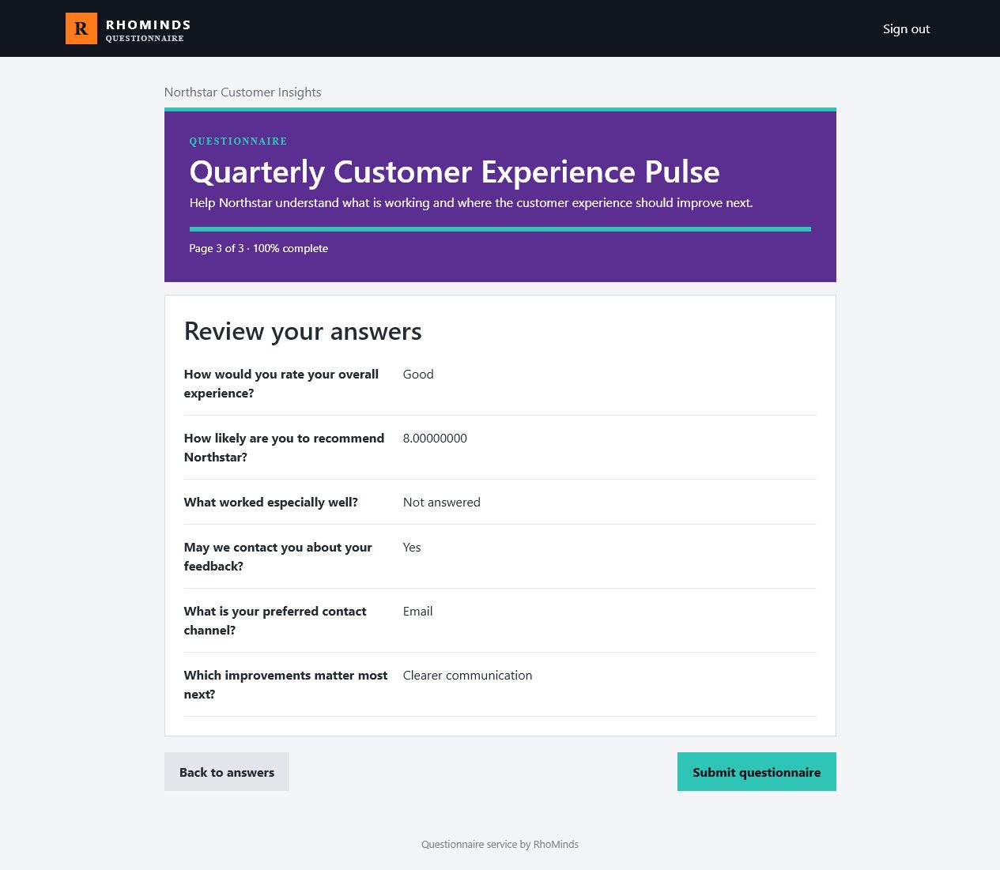 R
RHOMINDS
QUESTIONNAIRE
Sign out
Northstar Customer Insights
QUESTIONNAIRE
Quarterly Customer Experience Pulse
Help Northstar understand what is working and where the customer experience should improve next.
Page 3 of 3 · 100% complete
Review your answers
How would you rate your overall
experience?
Good
How likely are you to recommend
Northstar?
8.00000000
What worked especially well?
Not answered
May we contact you about your
feedback?
Yes
What is your preferred contact
channel?
Email
Which improvements matter most
next?
Clearer communication
Back to answers
Submit questionnaire
Questionnaire service by RhoMinds